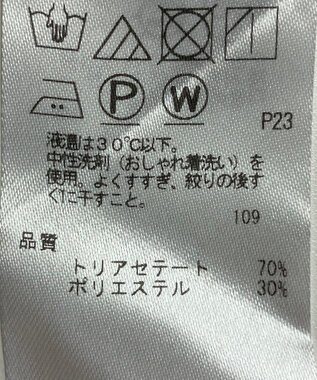 P W
P23
液温は30℃以下。
中性洗剤(おしゃれ着洗い)を
使用。よくすすぎ、絞りの後す
ぐに干すこと。
109
品質
トリアセテート 70%
ポリエステル 30%